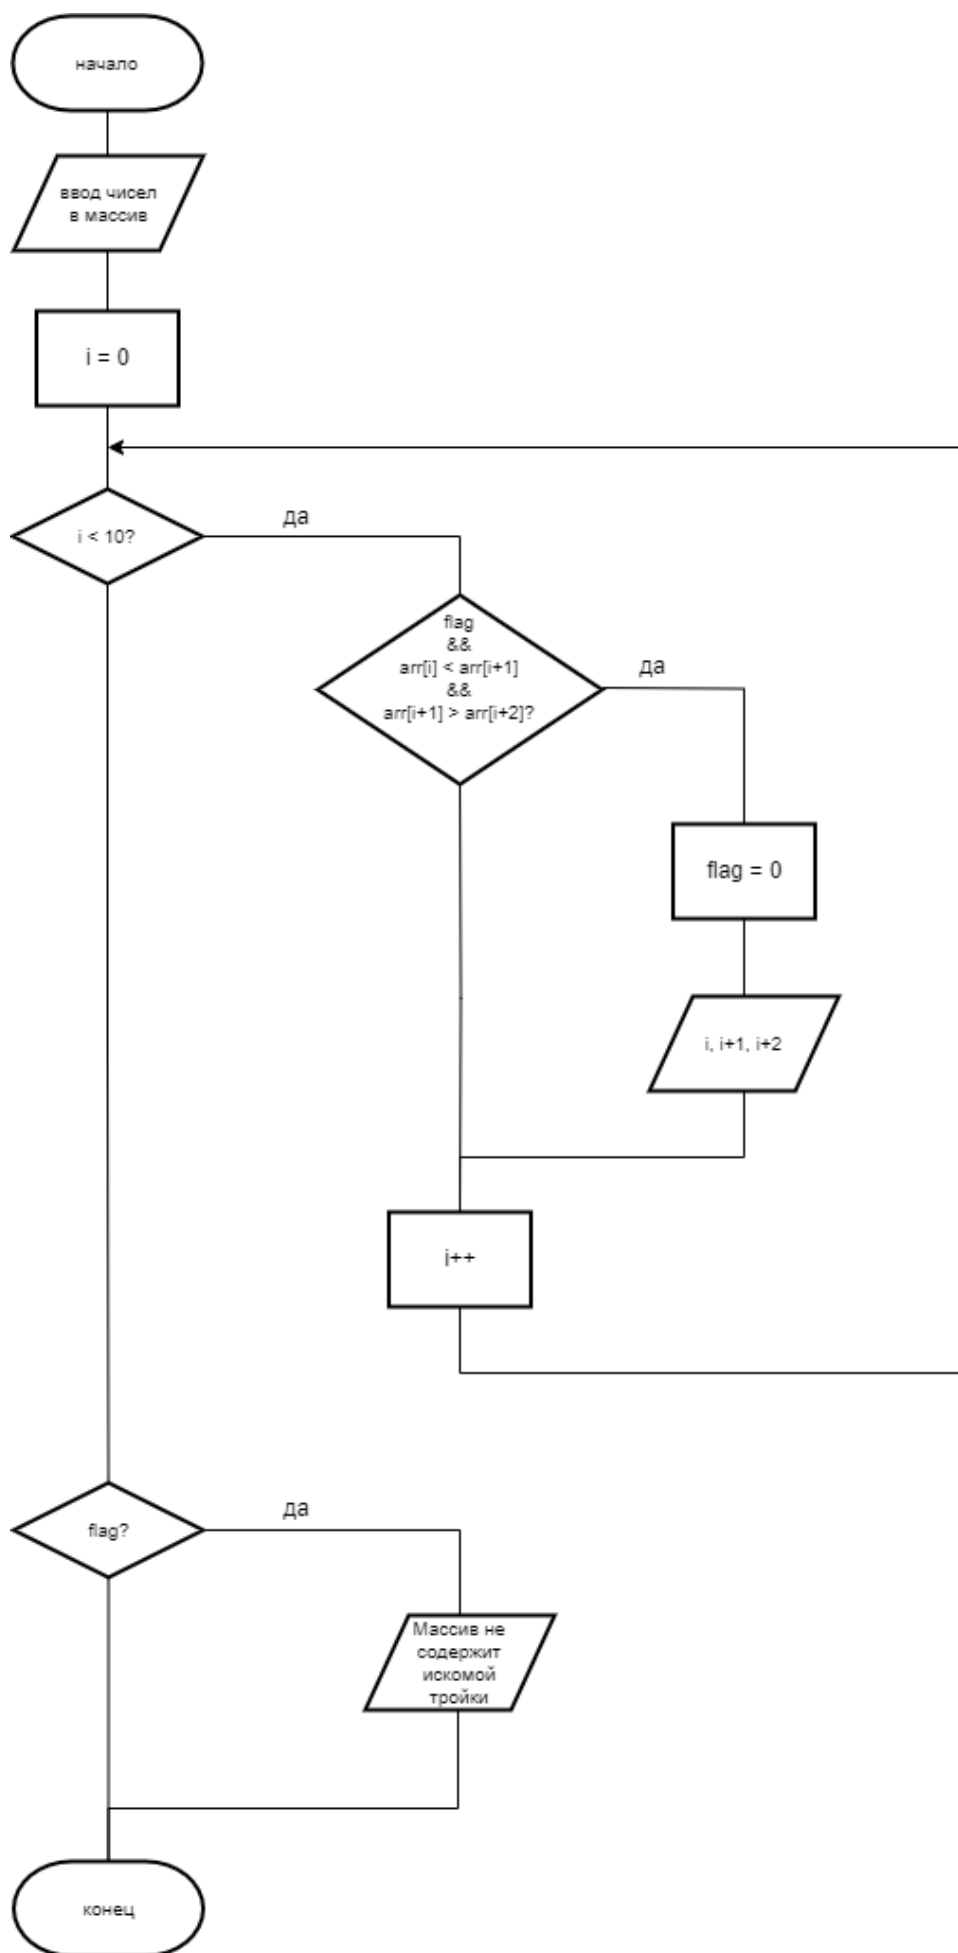 начало
ввод чисел
в массив
i = 0
i < 10?
да
flag
&&
arr[i] < arr[i+1]
&&
arr[i+1] > arr[i+2]?
да
flag = 0
i, i+1, i+2
i++
flag?
да
Массив не
содержит
искомой
тройки
конец